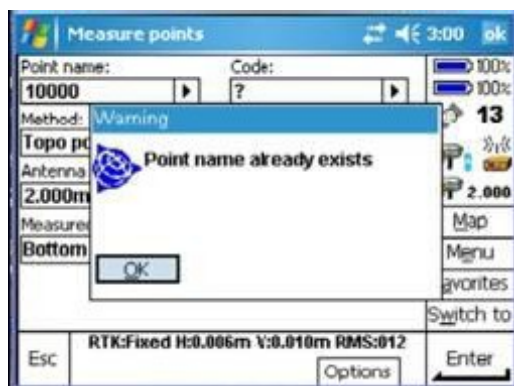 Measure points 3:00 ok
Point name: Code:
10000 ?
100%
100%
Method:
13
Warning
Point name already exists
OK
Topo po
Antenna
2.000m
2.000
Measured
Bottom
Map
Menu
avorites
Switch to
RTK:Fixed H:0.006m V:0.010m RMS:012
Esc
Options
Enter